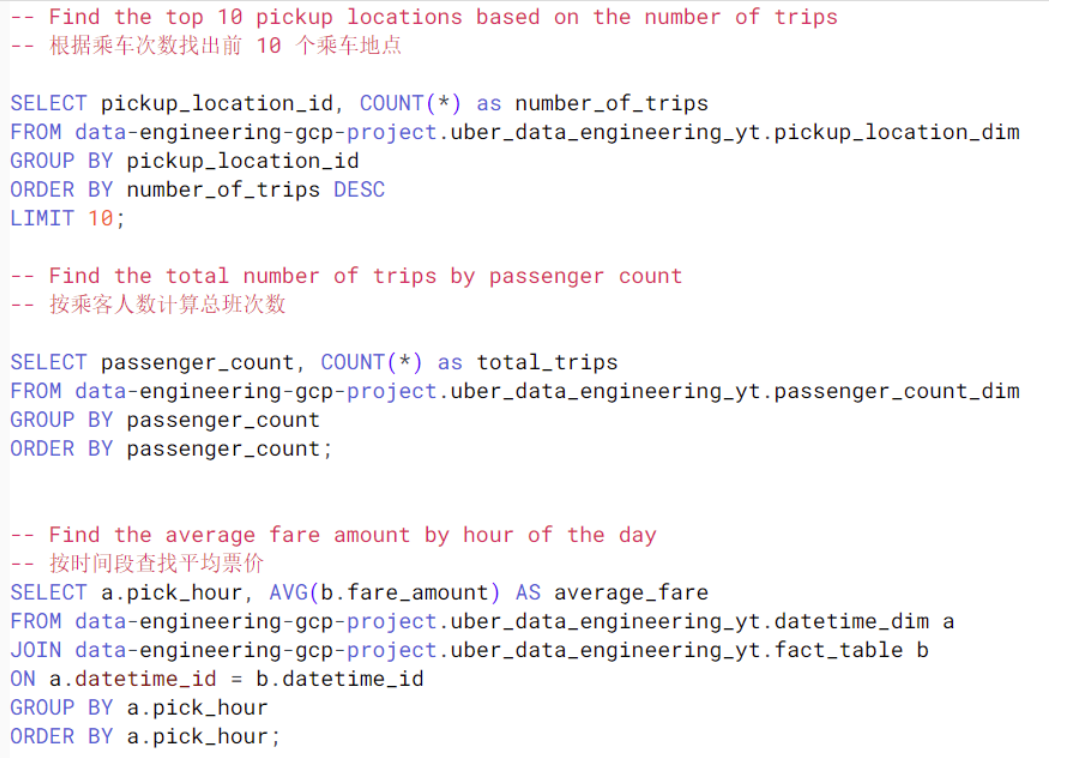 -- Find the top 10 pickup locations based on the number of trips
-- 根据乘车次数找出前 10 个乘车地点
SELECT pickup_location_id, COUNT(*) as number_of_trips
FROM data-engineering-gcp-project.uber_data_engineering_yt.pickup_location_dim
GROUP BY pickup_location_id
ORDER BY number_of_trips DESC
LIMIT 10;
-- Find the total number of trips by passenger count
-- 按乘客人数计算总班次数
SELECT passenger_count, COUNT(*) as total_trips
FROM data-engineering-gcp-project.uber_data_engineering_yt.passenger_count_dim
GROUP BY passenger_count
ORDER BY passenger_count;
-- Find the average fare amount by hour of the day
-- 按时间段查找平均票价
SELECT a.pick_hour, AVG(b.fare_amount) AS average_fare
FROM data-engineering-gcp-project.uber_data_engineering_yt.datetime_dim a
JOIN data-engineering-gcp-project.uber_data_engineering_yt.fact_table b
ON a.datetime_id = b.datetime_id
GROUP BY a.pick_hour
ORDER BY a.pick_hour;